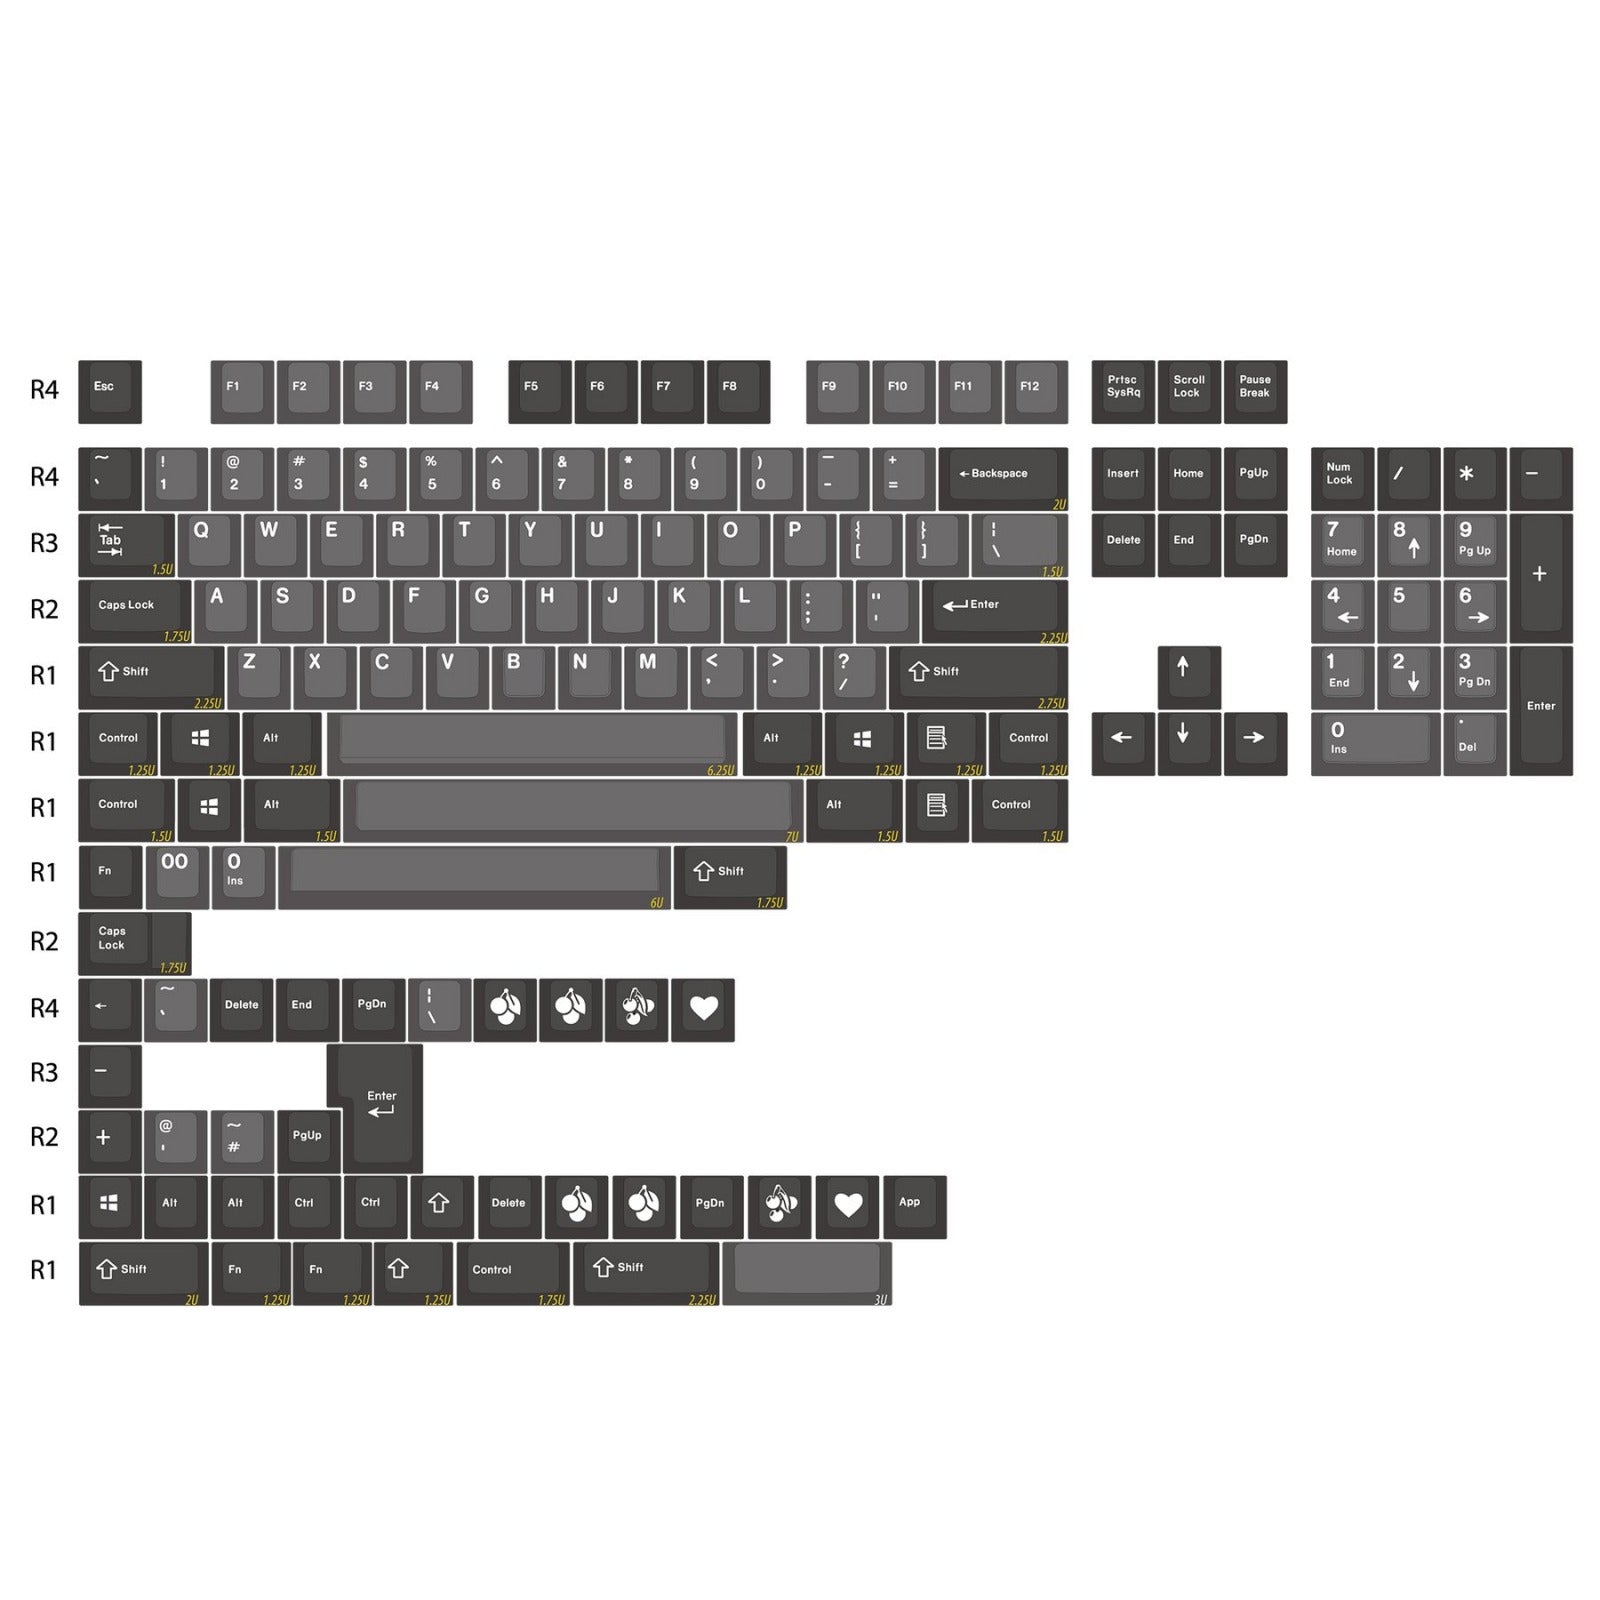 R4 Esc F1 F2 F3 F4 F5 F6 F7 F8 F9 F10 F11 F12 Prtsc SysRq Scroll Lock Pause Break
R4 ~ ` ! 1 @ 2 # 3 $ 4 % 5 ^ 6 & 7 * 8 ( 9 ) 0 — - + = ← Backspace 2U Insert Home PgUp Num Lock / * −
R3 Tab 1.5U Q W E R T Y U I O P { [ } ] ¦ \ 1.5U Delete End PgDn 7 Home 8 ↑ 9 Pg Up +
R2 Caps Lock 1.75U A S D F G H J K L : ; " ' Enter 2.25U 4 ← 5 6 →
R1 Shift 2.25U Z X C V B N M < , > . ? / Shift 2.75U ↑ 1 End 2 ↓ 3 Pg Dn Enter
R1 Control 1.25U 1.25U Alt 1.25U 6.25U Alt 1.25U 1.25U 1.25U Control 1.25U ← ↓ → 0 Ins . Del
R1 Control 1.5U Alt 1.5U 7U Alt 1.5U Control 1.5U
R1 Fn 00 0 Ins 6U Shift 1.75U
R2 Caps Lock 1.75U
R4 ← ~ ` Delete End PgDn ¦ \
R3 − Enter
R2 + @ ' ~ # PgUp
R1 Alt Alt Ctrl Ctrl Delete PgDn App
R1 Shift 2U Fn 1.25U Fn 1.25U 1.25U Control 1.75U Shift 2.25U 3U